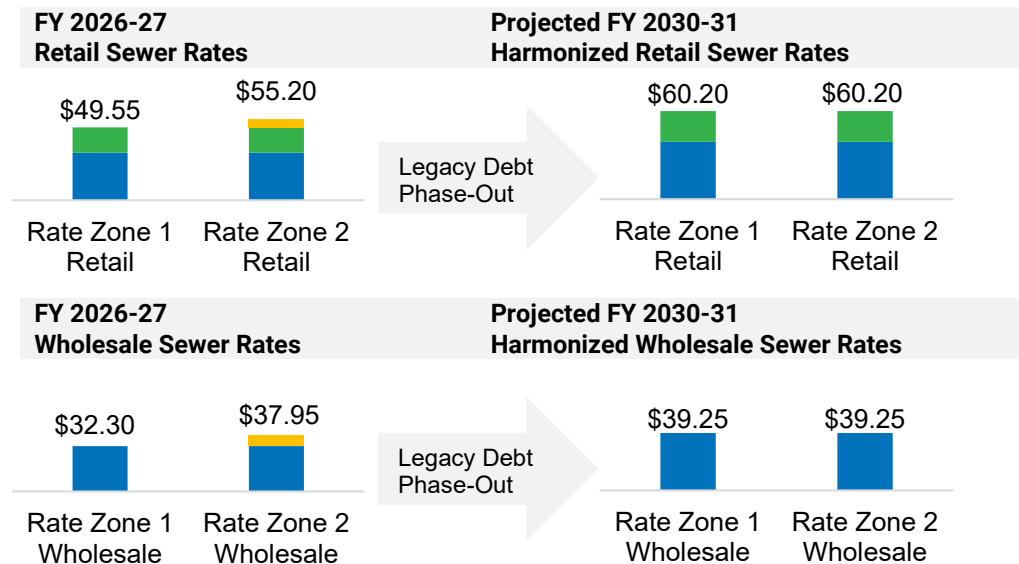 FY 2026-27
Retail Sewer Rates
Projected FY 2030-31
Harmonized Retail Sewer Rates
$49.55
$55.20
Rate Zone 1
Retail
Rate Zone 2
Retail
Legacy Debt
Phase-Out
$60.20
$60.20
Rate Zone 1
Retail
Rate Zone 2
Retail
FY 2026-27
Wholesale Sewer Rates
Projected FY 2030-31
Harmonized Wholesale Sewer Rates
$32.30
$37.95
Rate Zone 1
Wholesale
Rate Zone 2
Wholesale
Legacy Debt
Phase-Out
$39.25
$39.25
Rate Zone 1
Wholesale
Rate Zone 2
Wholesale